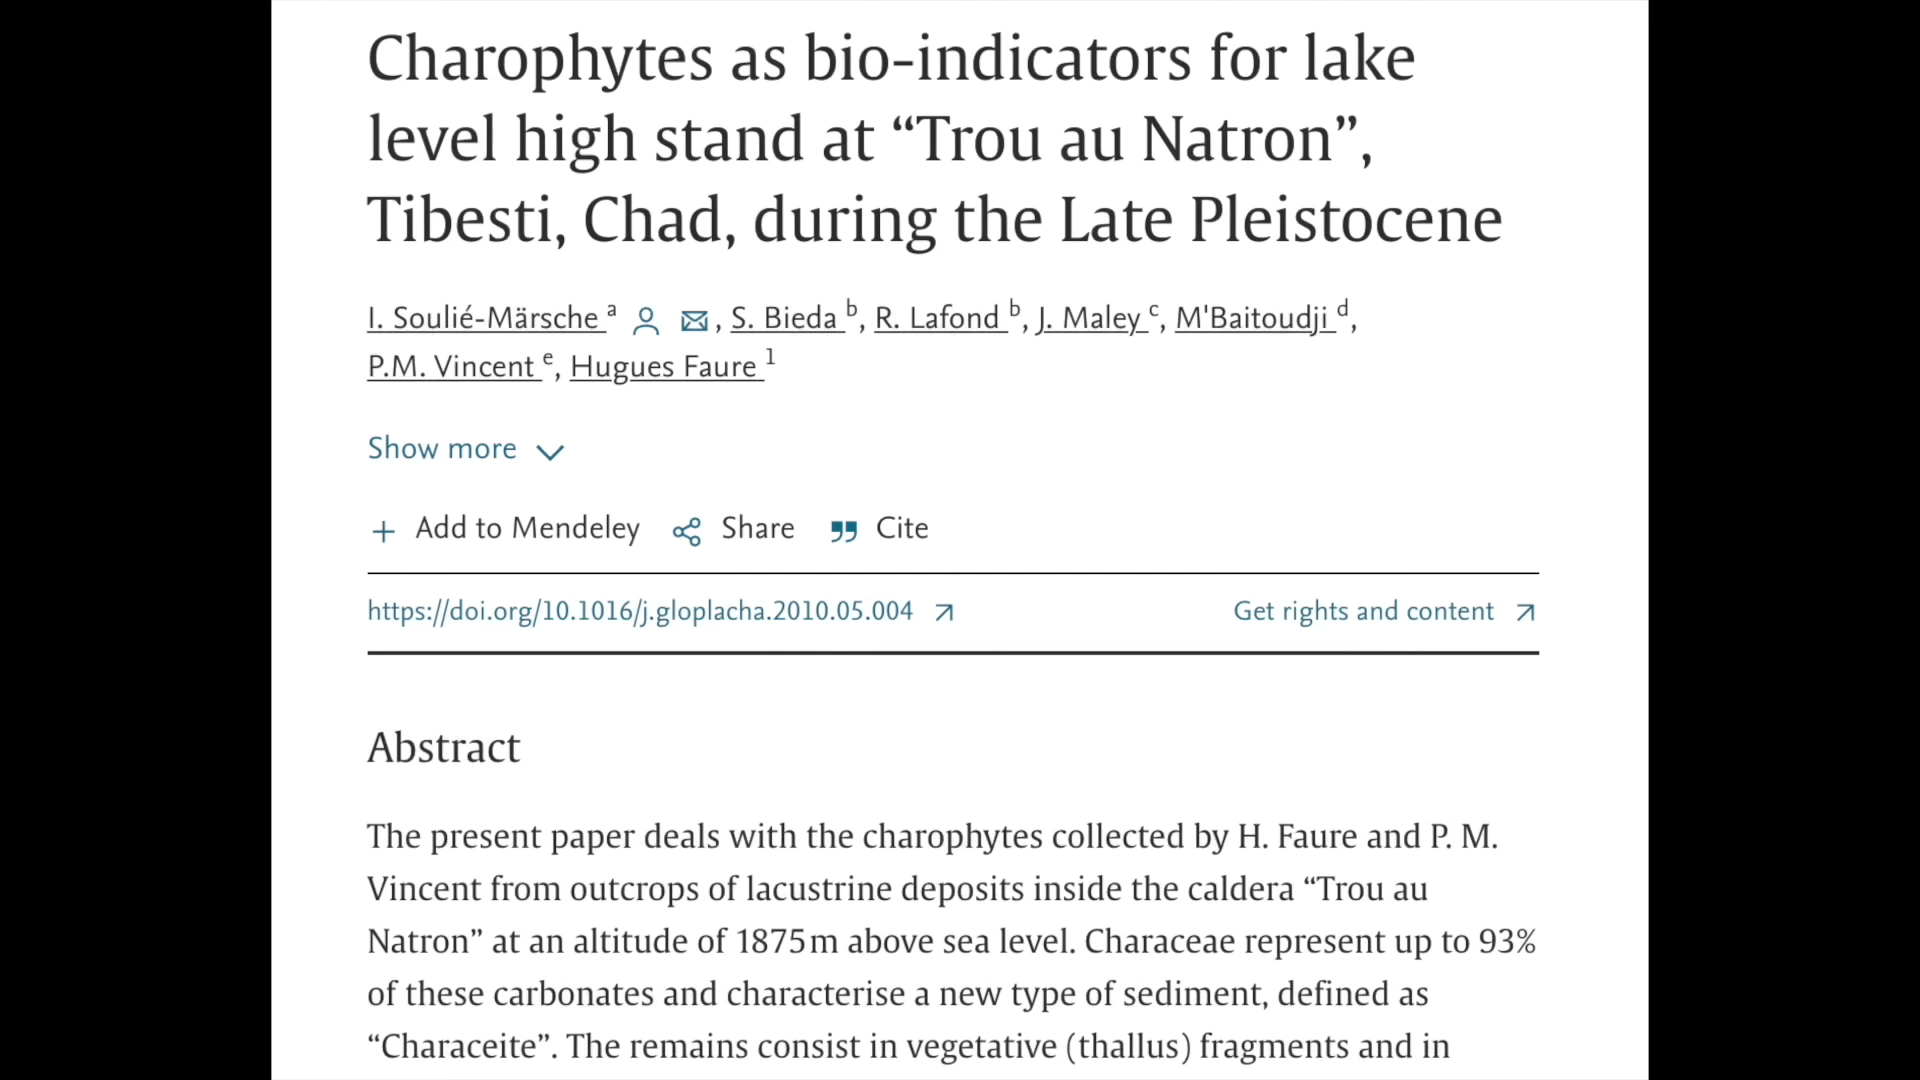 Charophytes as bio-indicators for lake
level high stand at “Trou au Natron”,
Tibesti, Chad, during the Late Pleistocene
I. Soulié-Märsche a, S. Bieda b, R. Lafond b, J. Maley c, M'Baitoudji d,
P.M. Vincent e, Hugues Faure 1
Show more
Add to Mendeley Share Cite
https://doi.org/10.1016/j.gloplacha.2010.05.004 Get rights and content
Abstract
The present paper deals with the charophytes collected by H. Faure and P. M.
Vincent from outcrops of lacustrine deposits inside the caldera “Trou au
Natron” at an altitude of 1875 m above sea level. Characeae represent up to 93%
of these carbonates and characterise a new type of sediment, defined as
“Characeite”. The remains consist in vegetative (thallus) fragments and in